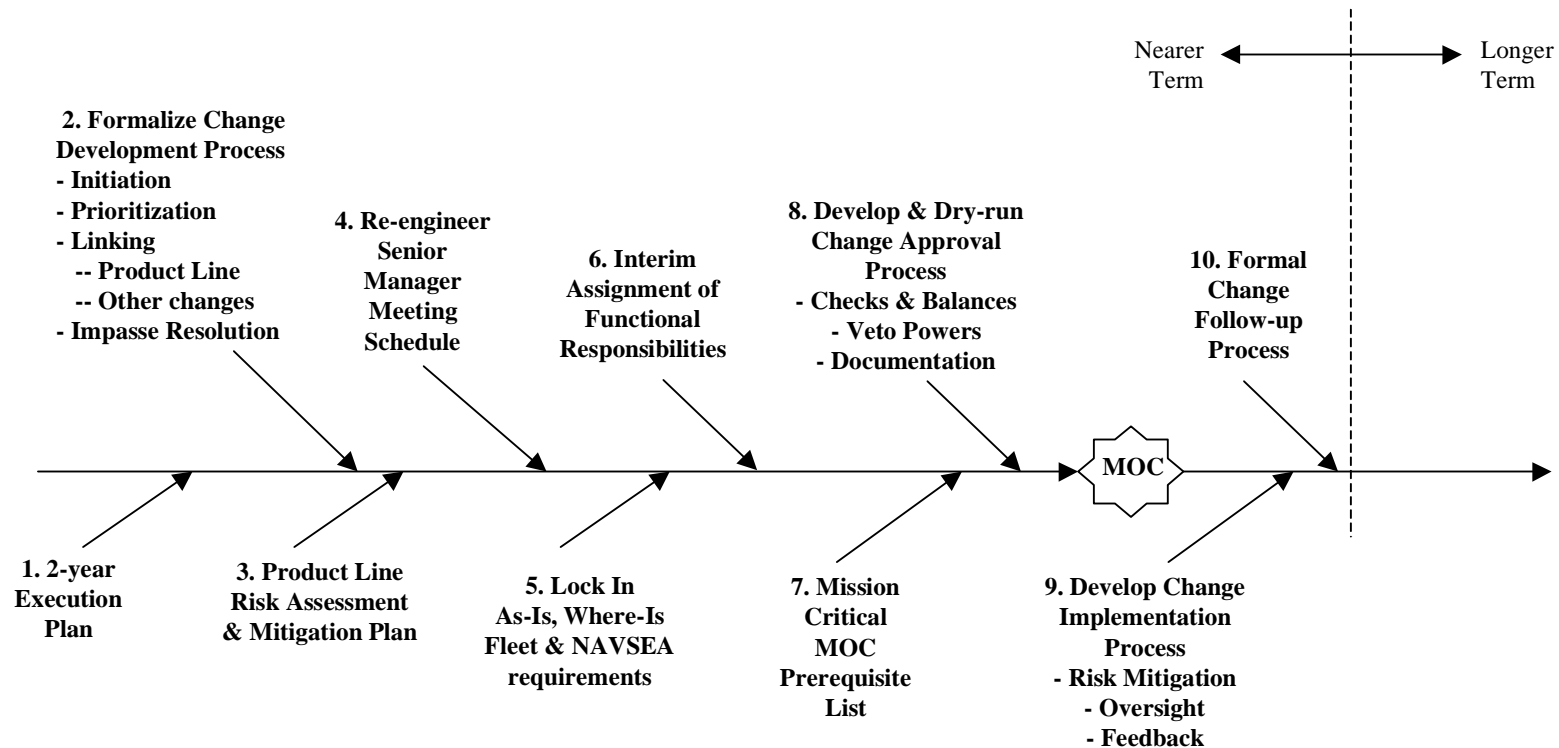 Nearer
Term
Longer
Term
2. Formalize Change
Development Process
- Initiation
- Prioritization
- Linking
-- Product Line
-- Other changes
- Impasse Resolution
4. Re-engineer
Senior
Manager
Meeting
Schedule
6. Interim
Assignment of
Functional
Responsibilities
8. Develop & Dry-run
Change Approval
Process
- Checks & Balances
- Veto Powers
- Documentation
10. Formal
Change
Follow-up
Process
MOC
1. 2-year
Execution
Plan
3. Product Line
Risk Assessment
& Mitigation Plan
5. Lock In
As-Is, Where-Is
Fleet & NAVSEA
requirements
7. Mission
Critical
MOC
Prerequisite
List
9. Develop Change
Implementation
Process
- Risk Mitigation
- Oversight
- Feedback